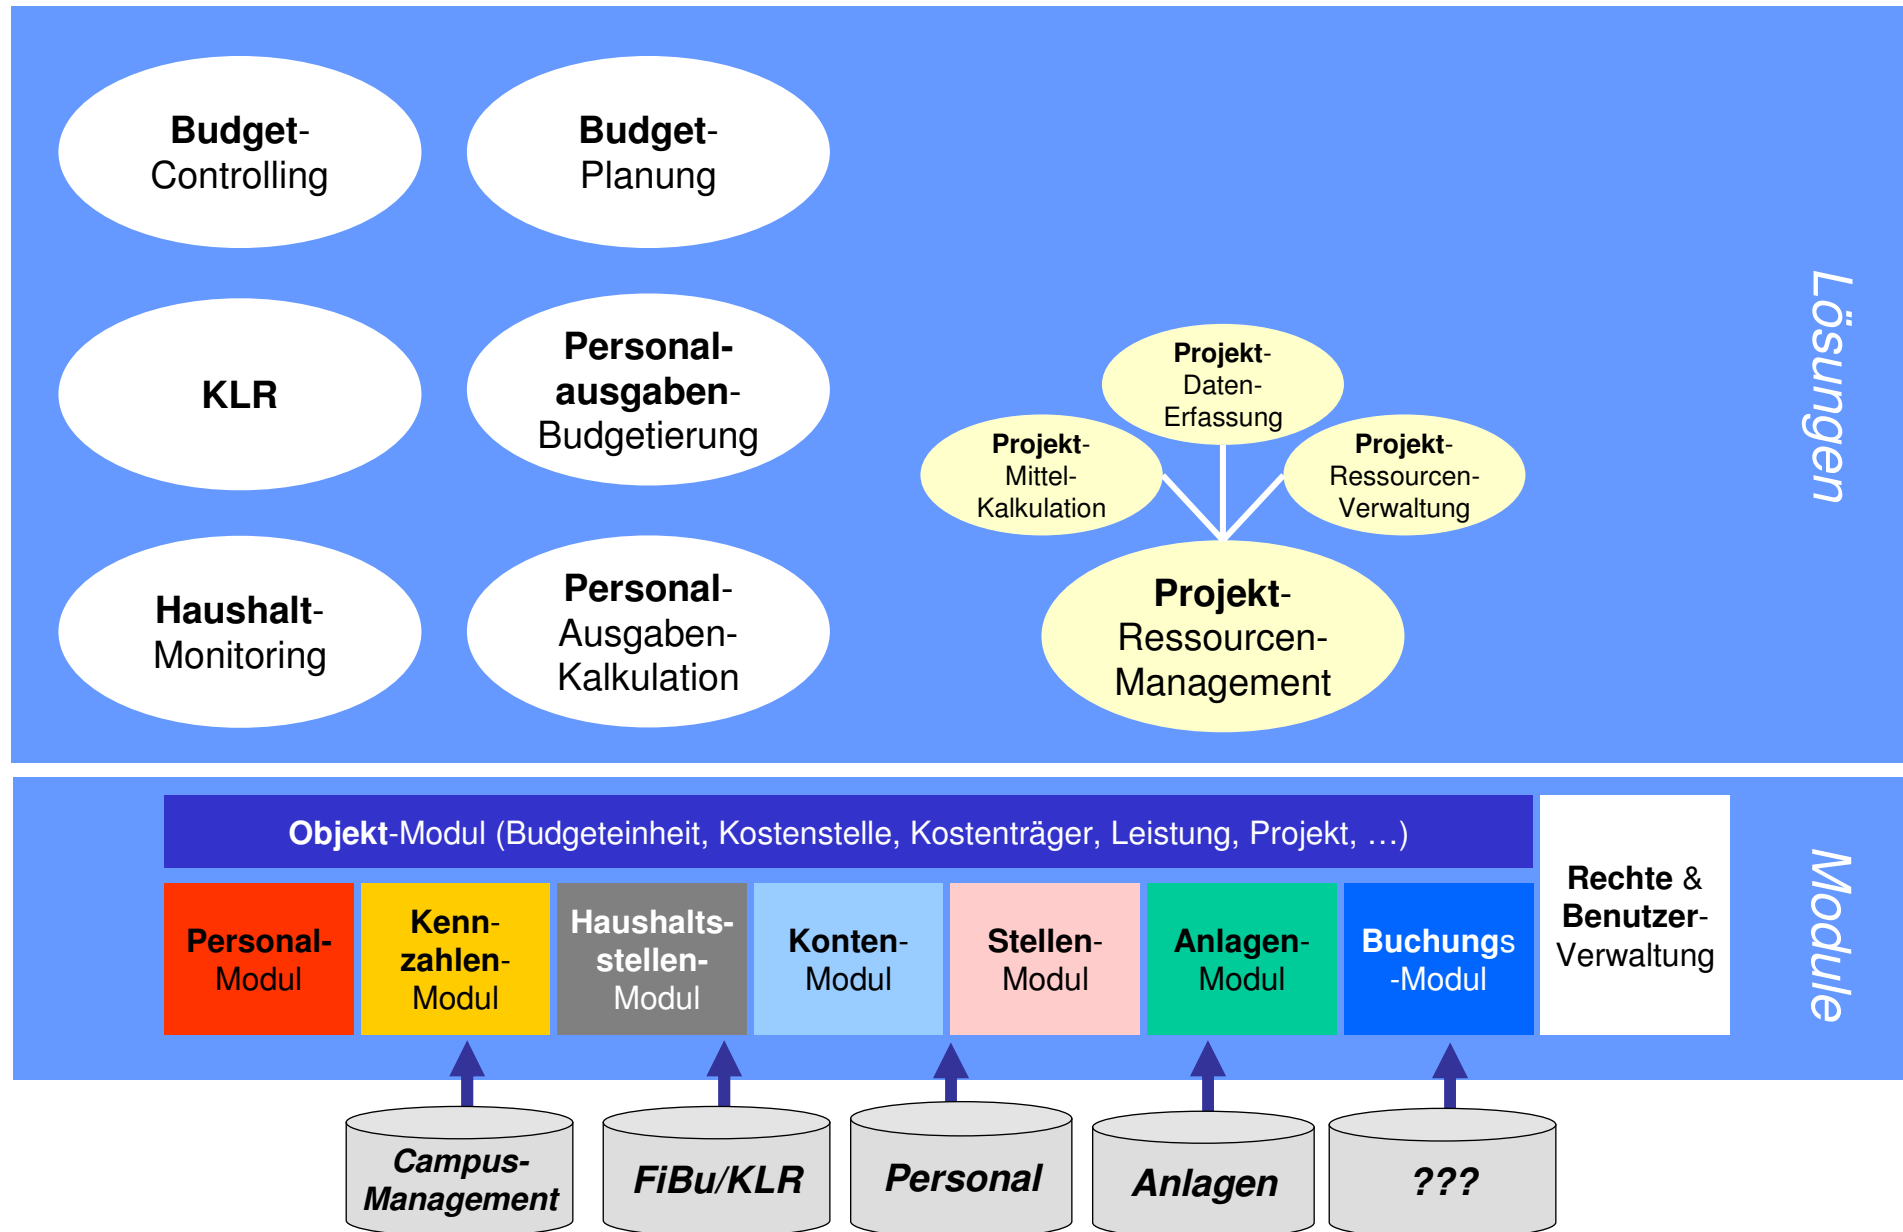 Budget-
Controlling
Budget-
Planung
KLR
Personal-
ausgaben-
Budgetierung
Haushalt-
Monitoring
Personal-
Ausgaben-
Kalkulation
Projekt-
Daten-
Erfassung
Projekt-
Mittel-
Kalkulation
Projekt-
Ressourcen-
Verwaltung
Projekt-
Ressourcen-
Management
Lösungen
Objekt-Modul (Budgeteinheit, Kostenstelle, Kostenträger, Leistung, Projekt, …)
Personal-
Modul
Kenn-
zahlen-
Modul
Haushalts-
stellen-
Modul
Konten-
Modul
Stellen-
Modul
Anlagen-
Modul
Buchungs
-Modul
Rechte &
Benutzer-
Verwaltung
Module
Campus-
Management
FiBu/KLR
Personal
Anlagen
???